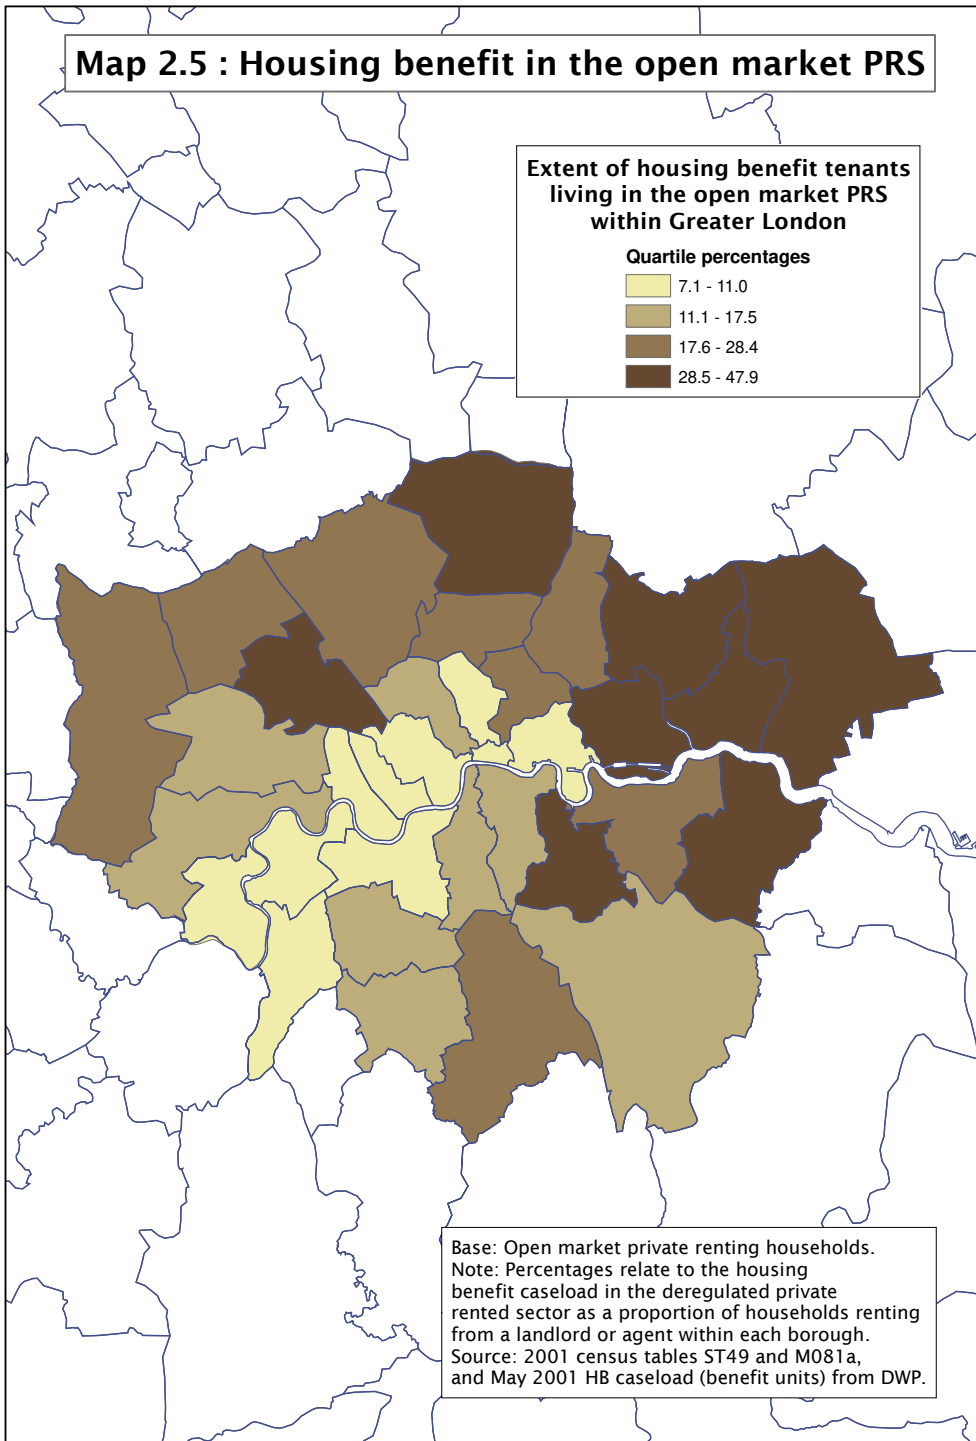 Map 2.5 : Housing benefit in the open market PRS
Extent of housing benefit tenants
living in the open market PRS
within Greater London
Quartile percentages
7.1 - 11.0
11.1 - 17.5
17.6 - 28.4
28.5 - 47.9
Base: Open market private renting households.
Note: Percentages relate to the housing
benefit caseload in the deregulated private
rented sector as a proportion of households renting
from a landlord or agent within each borough.
Source: 2001 census tables ST49 and M081a,
and May 2001 HB caseload (benefit units) from DWP.